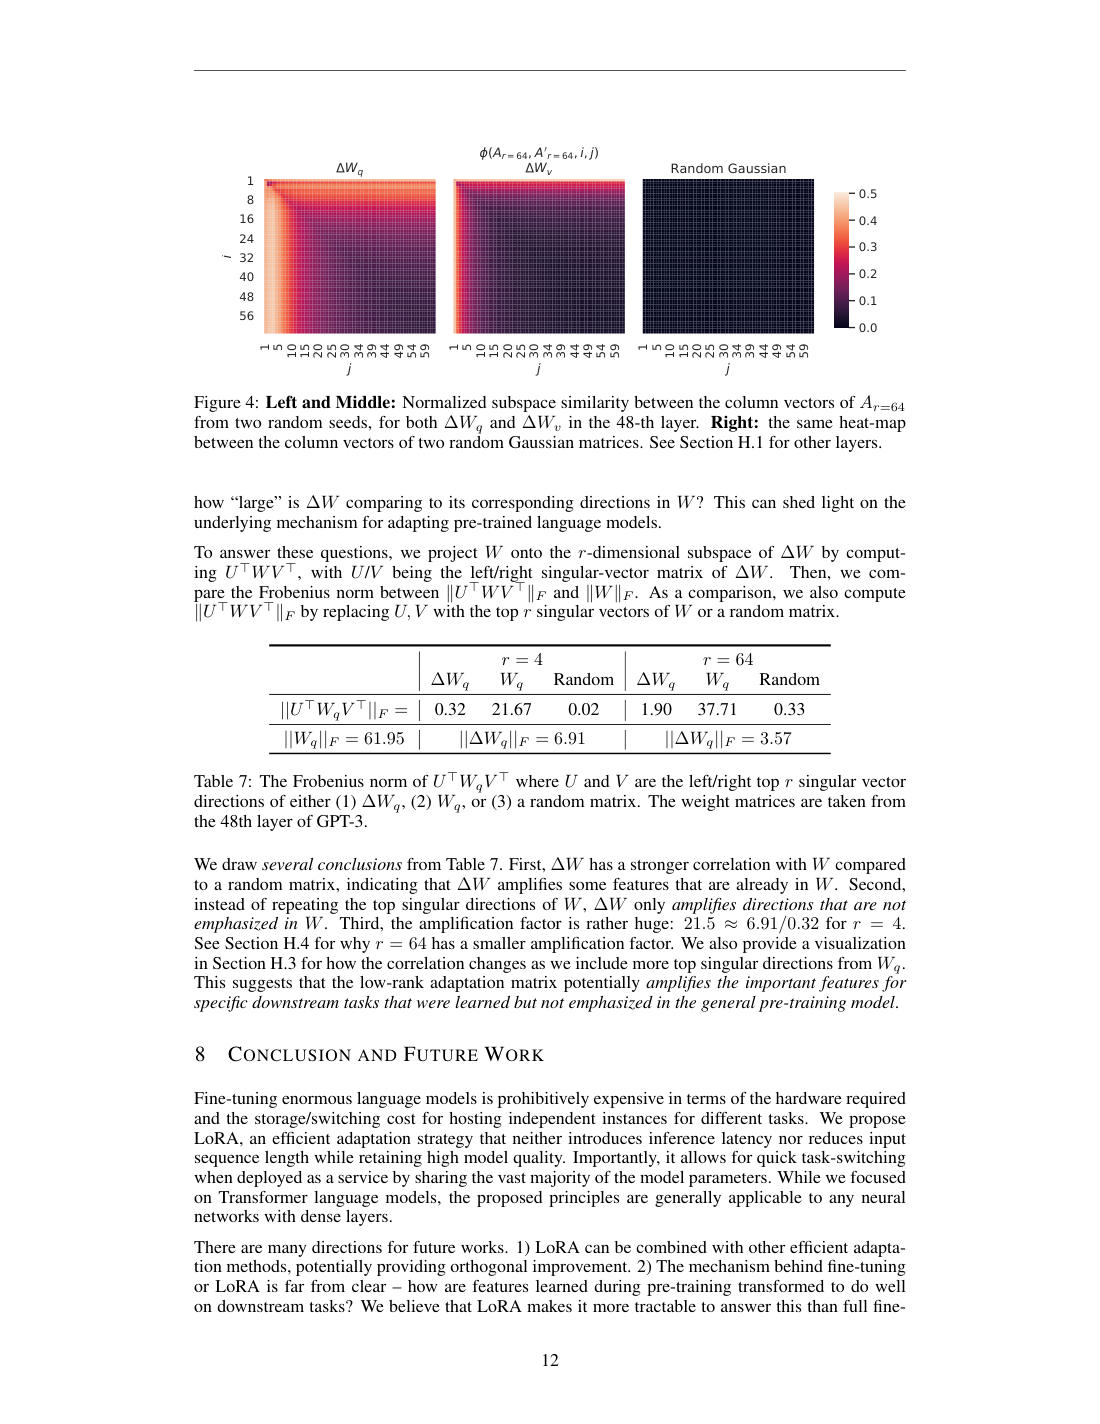 ϕ(A_{r=64}, A′_{r=64}, i, j)
ΔW_q ΔW_v Random Gaussian
1
8
16
24
32
40
48
56
i
1 5 10 15 20 25 30 34 39 44 49 54 59
j
1 5 10 15 20 25 30 34 39 44 49 54 59
j
1 5 10 15 20 25 30 34 39 44 49 54 59
j
0.5
0.4
0.3
0.2
0.1
0.0
Figure 4: Left and Middle: Normalized subspace similarity between the column vectors of A_{r=64}
from two random seeds, for both ΔW_q and ΔW_v in the 48-th layer. Right: the same heat-map
between the column vectors of two random Gaussian matrices. See Section H.1 for other layers.
how “large” is ΔW comparing to its corresponding directions in W? This can shed light on the
underlying mechanism for adapting pre-trained language models.
To answer these questions, we project W onto the r-dimensional subspace of ΔW by comput-
ing U⊤WV⊤, with U/V being the left/right singular-vector matrix of ΔW. Then, we com-
pare the Frobenius norm between ‖U⊤WV⊤‖_F and ‖W‖_F. As a comparison, we also compute
‖U⊤WV⊤‖_F by replacing U, V with the top r singular vectors of W or a random matrix.
r = 4 r = 64
ΔW_q W_q Random ΔW_q W_q Random
||U⊤W_qV⊤||_F = 0.32 21.67 0.02 1.90 37.71 0.33
||W_q||_F = 61.95 ||ΔW_q||_F = 6.91 ||ΔW_q||_F = 3.57
Table 7: The Frobenius norm of U⊤W_qV⊤ where U and V are the left/right top r singular vector
directions of either (1) ΔW_q, (2) W_q, or (3) a random matrix. The weight matrices are taken from
the 48th layer of GPT-3.
We draw several conclusions from Table 7. First, ΔW has a stronger correlation with W compared
to a random matrix, indicating that ΔW amplifies some features that are already in W. Second,
instead of repeating the top singular directions of W, ΔW only amplifies directions that are not
emphasized in W. Third, the amplification factor is rather huge: 21.5 ≈ 6.91/0.32 for r = 4.
See Section H.4 for why r = 64 has a smaller amplification factor. We also provide a visualization
in Section H.3 for how the correlation changes as we include more top singular directions from W_q.
This suggests that the low-rank adaptation matrix potentially amplifies the important features for
specific downstream tasks that were learned but not emphasized in the general pre-training model.
8 CONCLUSION AND FUTURE WORK
Fine-tuning enormous language models is prohibitively expensive in terms of the hardware required
and the storage/switching cost for hosting independent instances for different tasks. We propose
LoRA, an efficient adaptation strategy that neither introduces inference latency nor reduces input
sequence length while retaining high model quality. Importantly, it allows for quick task-switching
when deployed as a service by sharing the vast majority of the model parameters. While we focused
on Transformer language models, the proposed principles are generally applicable to any neural
networks with dense layers.
There are many directions for future works. 1) LoRA can be combined with other efficient adapta-
tion methods, potentially providing orthogonal improvement. 2) The mechanism behind fine-tuning
or LoRA is far from clear – how are features learned during pre-training transformed to do well
on downstream tasks? We believe that LoRA makes it more tractable to answer this than full fine-
12